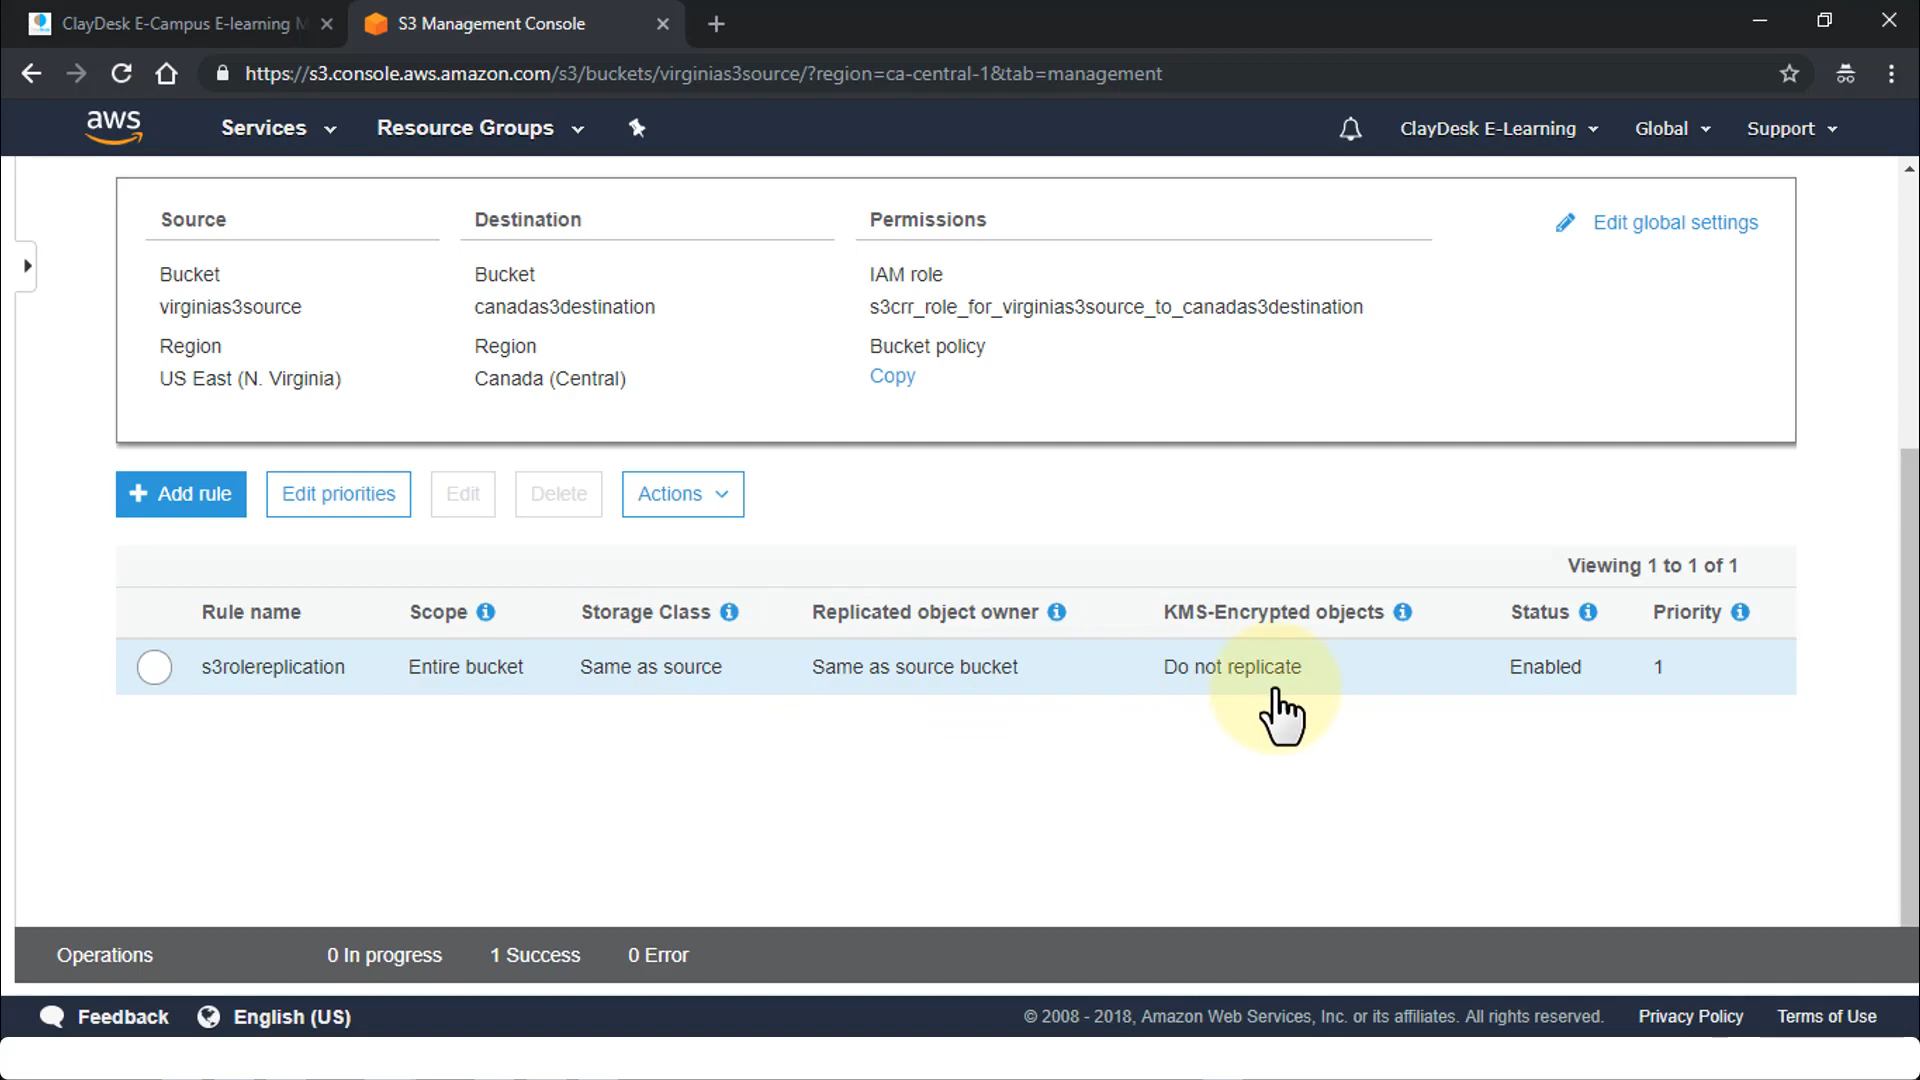 ClayDesk E-Campus E-learning M
S3 Management Console
https://s3.console.aws.amazon.com/s3/buckets/virginias3source/?region=ca-central-1&tab=management
aws
Services
Resource Groups
ClayDesk E-Learning
Global
Support
Source
Destination
Permissions
Edit global settings
Bucket
Bucket
IAM role
virginias3source
canadas3destination
s3crr_role_for_virginias3source_to_canadas3destination
Region
Region
Bucket policy
US East (N. Virginia)
Canada (Central)
Copy
+ Add rule
Edit priorities
Edit
Delete
Actions
Viewing 1 to 1 of 1
Rule name
Scope
Storage Class
Replicated object owner
KMS-Encrypted objects
Status
Priority
s3rolereplication
Entire bucket
Same as source
Same as source bucket
Do not replicate
Enabled
1
Operations
0 In progress
1 Success
0 Error
Feedback
English (US)
© 2008 - 2018, Amazon Web Services, Inc. or its affiliates. All rights reserved.
Privacy Policy
Terms of Use